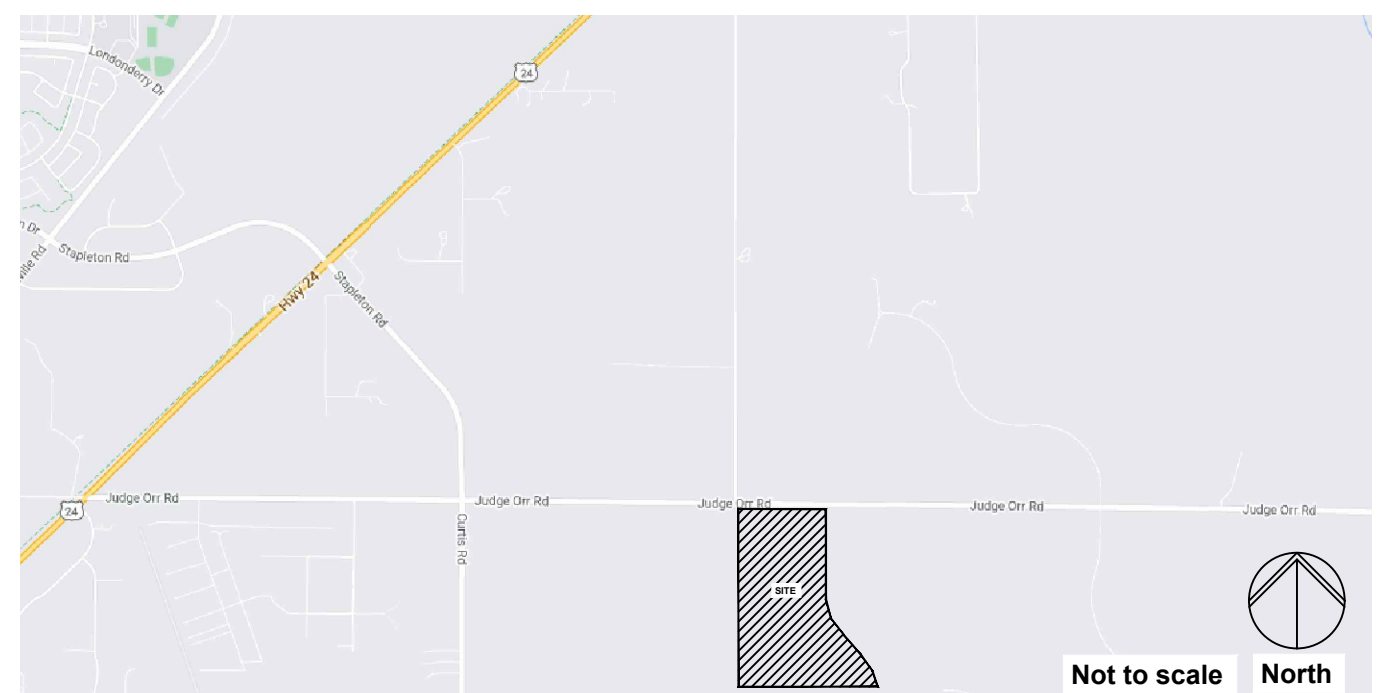 Londonderry Dr
24
n Dr
ville Rd
Stapleton Rd
Hwy 24
Stapleton Rd
Judge Orr Rd
24
Curtis Rd
Judge Orr Rd
Judge Orr Rd
Judge Orr Rd
Judge Orr Rd
SITE
Not to scale
North